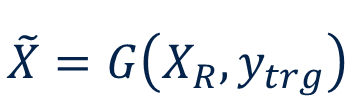 X̃ = G(X_R, y_trg)